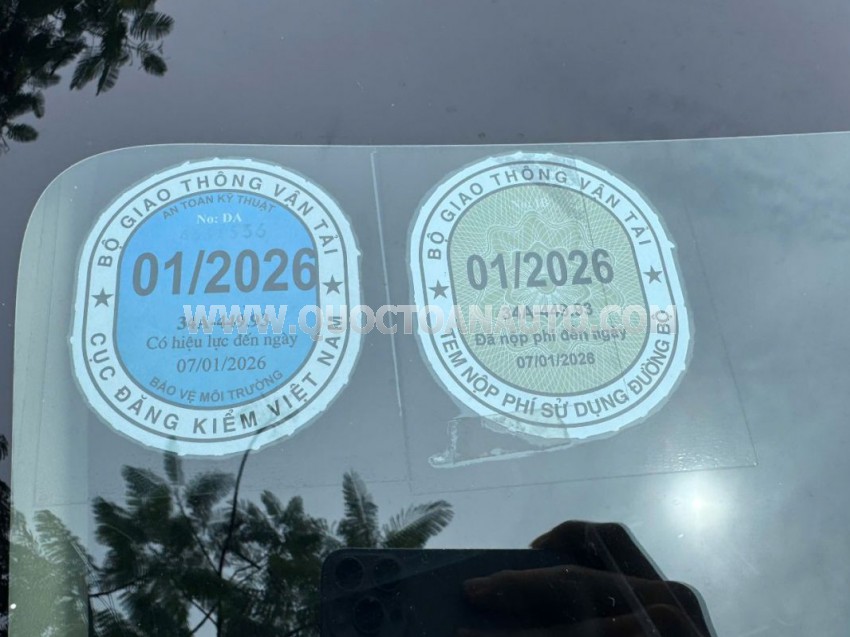 BỘ GIAO THÔNG VẬN TẢI
AN TOÀN KỸ THUẬT
No: DA
01/2026
Có hiệu lực đến ngày
07/01/2026
BẢO VỆ MÔI TRƯỜNG
CỤC ĐĂNG KIỂM VIỆT NAM
BỘ GIAO THÔNG VẬN TẢI
01/2026
Đã nộp phí đến ngày
07/01/2026
TEM NỘP PHÍ SỬ DỤNG ĐƯỜNG BỘ
WWW.QUOCTOANAUTO.COM